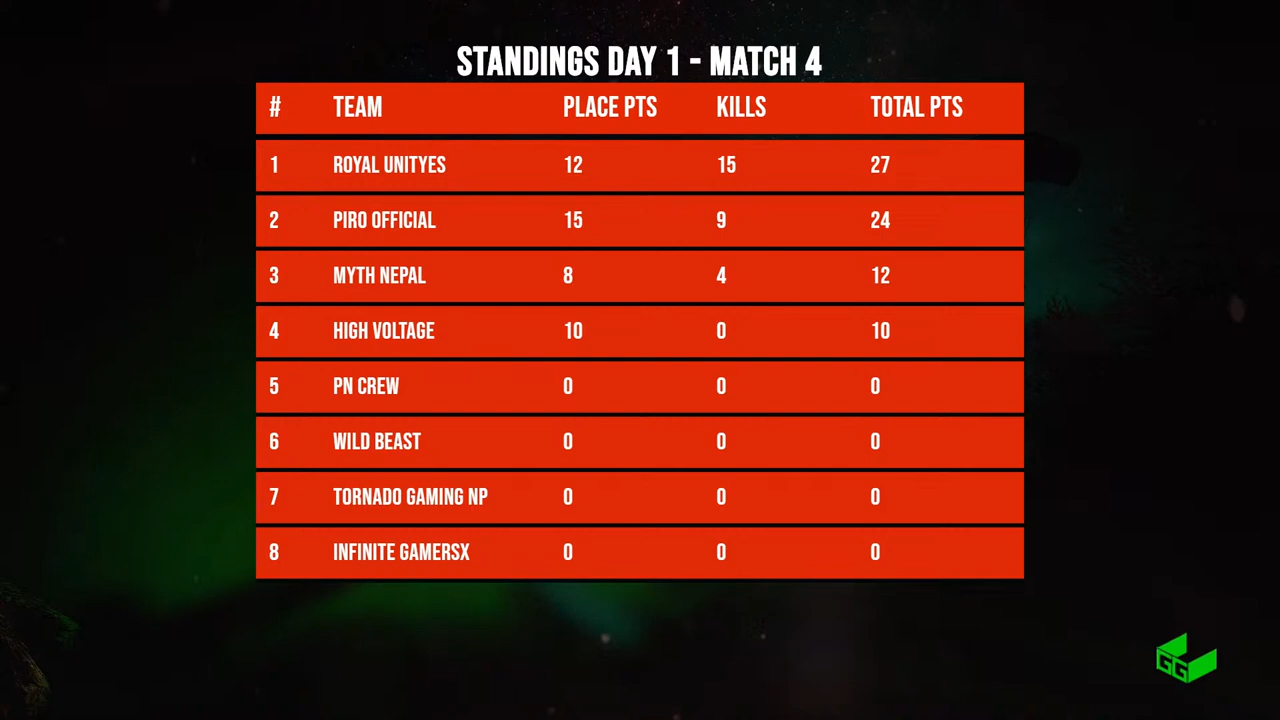 STANDINGS DAY 1 - MATCH 4
# TEAM PLACE PTS KILLS TOTAL PTS
1 ROYAL UNITYES 12 15 27
2 PIRO OFFICIAL 15 9 24
3 MYTH NEPAL 8 4 12
4 HIGH VOLTAGE 10 0 10
5 PN CREW 0 0 0
6 WILD BEAST 0 0 0
7 TORNADO GAMING NP 0 0 0
8 INFINITE GAMERSX 0 0 0
GG